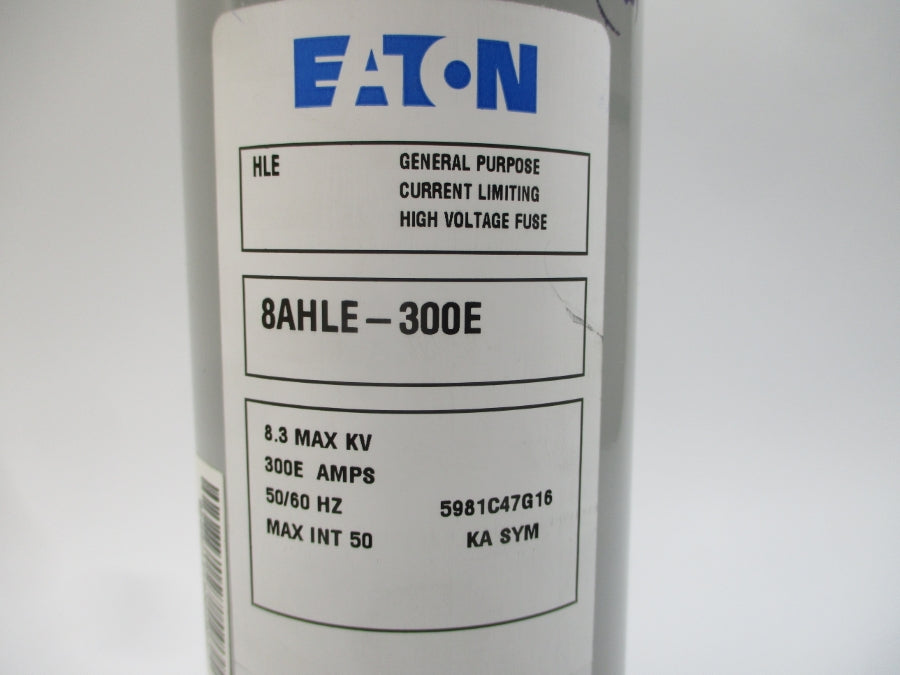 EATON
HLE
GENERAL PURPOSE
CURRENT LIMITING
HIGH VOLTAGE FUSE
8AHLE-300E
8.3 MAX KV
300E AMPS
50/60 HZ 5981C47G16
MAX INT 50 KA SYM